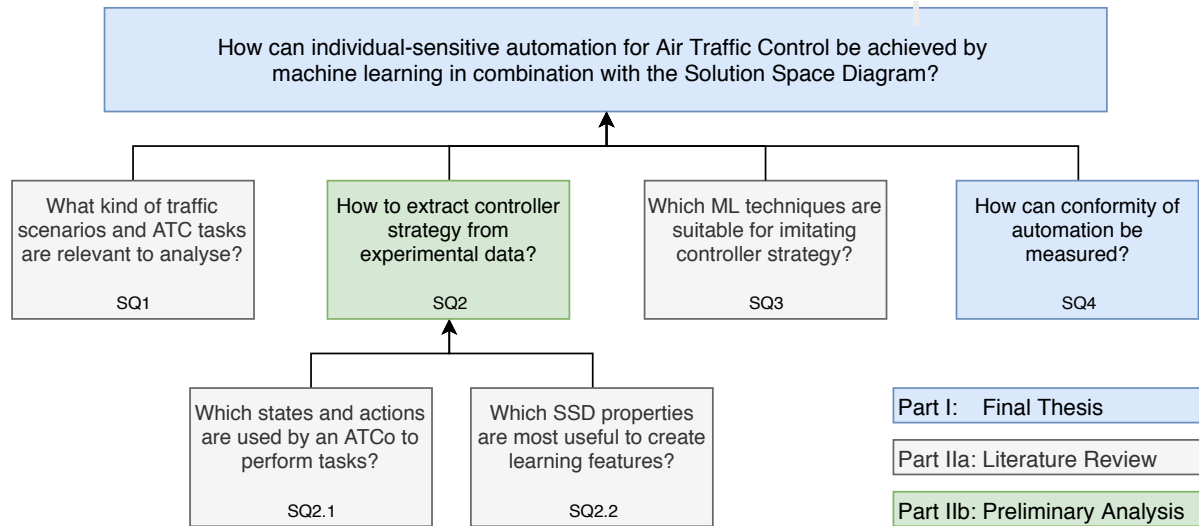 How can individual-sensitive automation for Air Traffic Control be achieved by
machine learning in combination with the Solution Space Diagram?
What kind of traffic
scenarios and ATC tasks
are relevant to analyse?
SQ1
How to extract controller
strategy from
experimental data?
SQ2
Which ML techniques are
suitable for imitating
controller strategy?
SQ3
How can conformity of
automation be
measured?
SQ4
Which states and actions
are used by an ATCo to
perform tasks?
SQ2.1
Which SSD properties
are most useful to create
learning features?
SQ2.2
Part I: Final Thesis
Part IIa: Literature Review
Part IIb: Preliminary Analysis